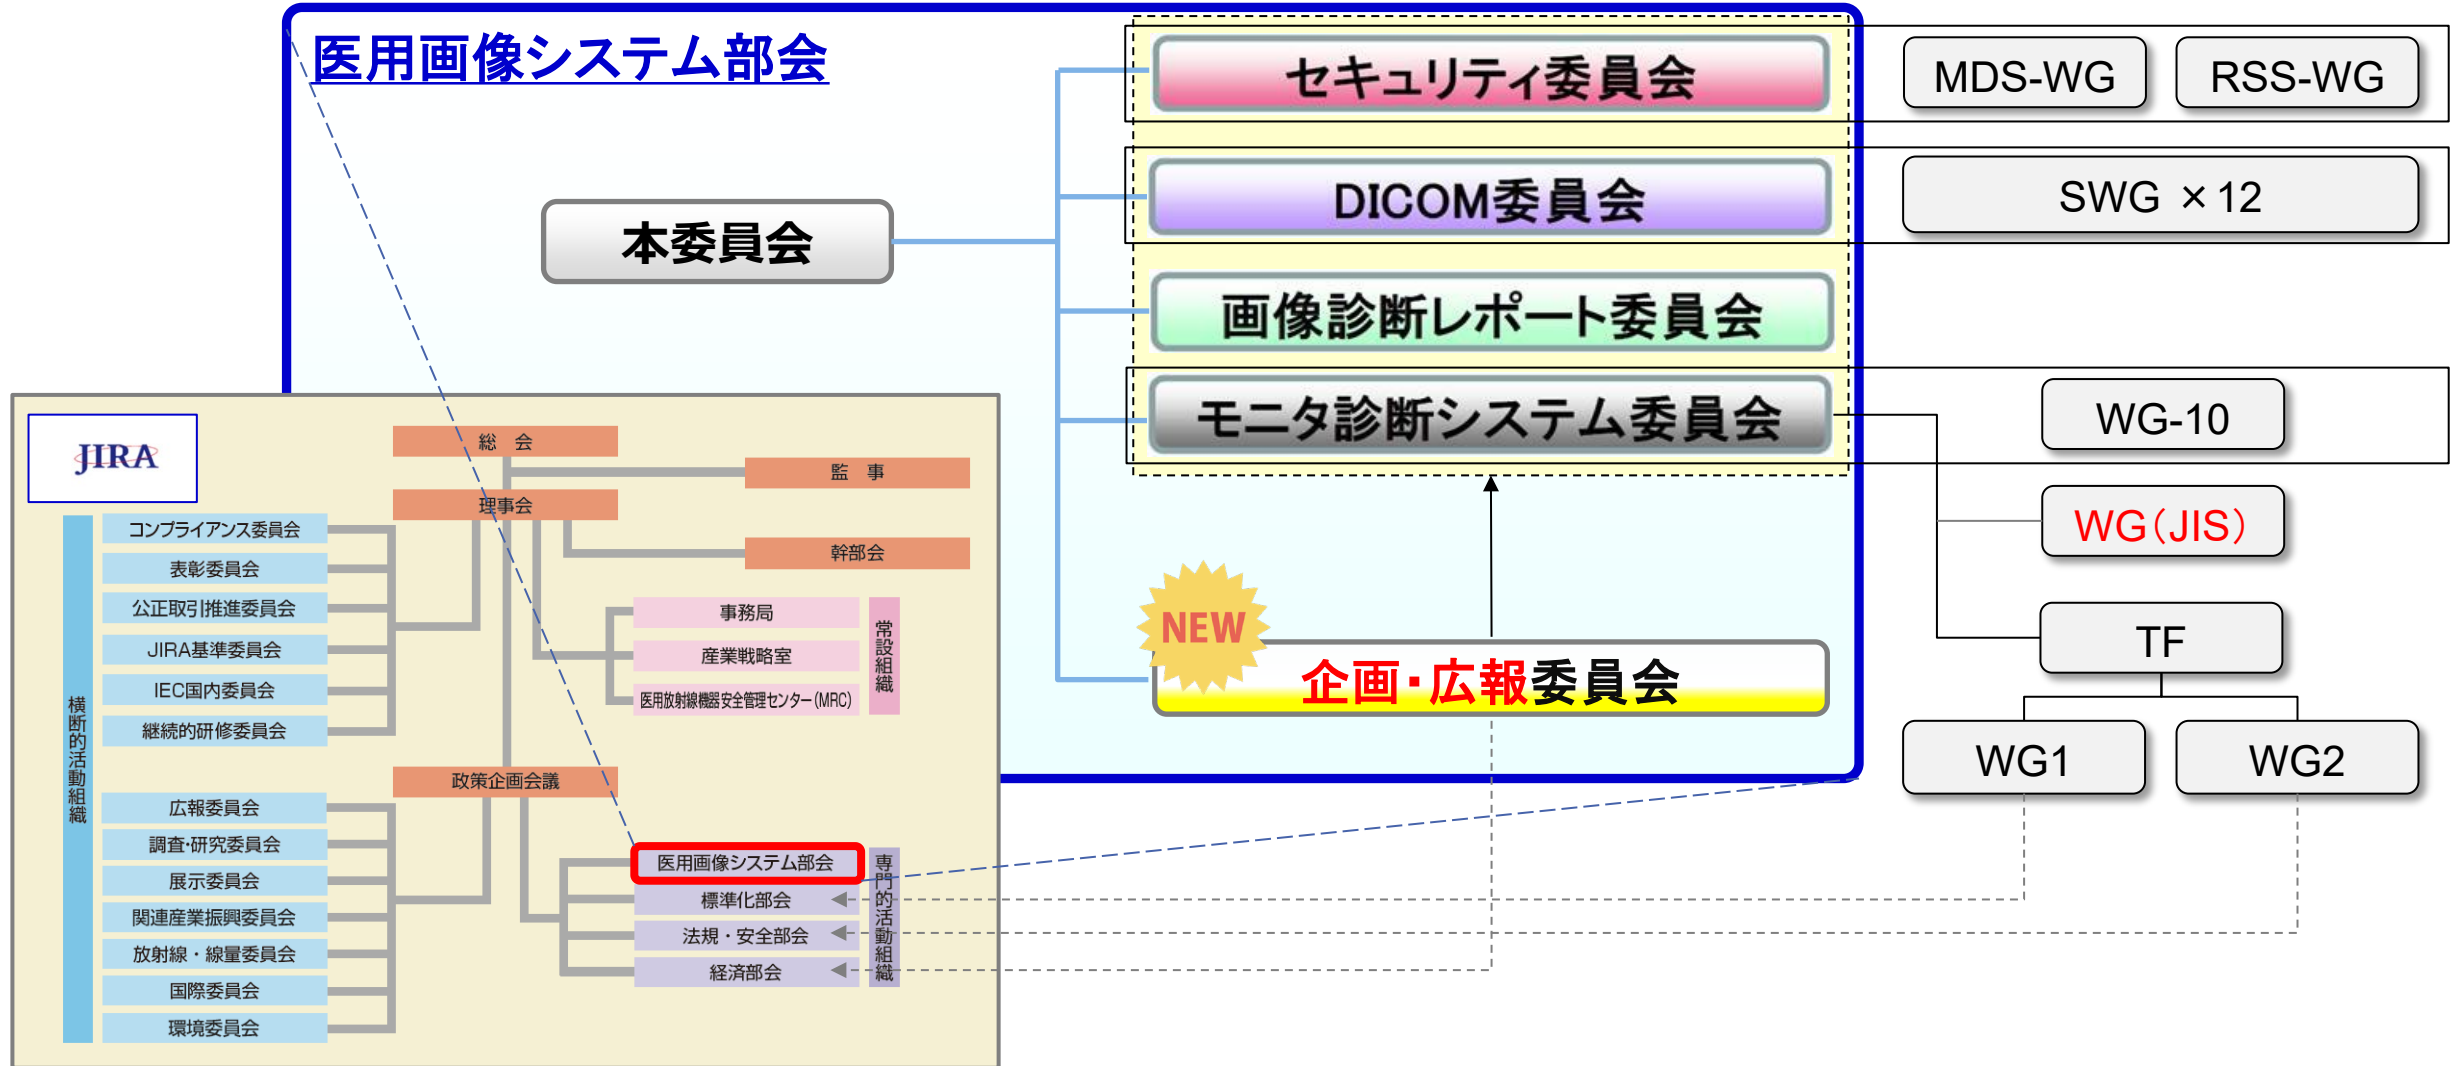 医用画像システム部会
セキュリティ委員会
MDS-WG
RSS-WG
DICOM委員会
SWG ×12
本委員会
画像診断レポート委員会
モニタ診断システム委員会
WG-10
WG(JIS)
NEW
企画・広報委員会
TF
WG1
WG2
JIRA
総 会
監 事
理事会
幹部会
横断的活動組織
コンプライアンス委員会
表彰委員会
公正取引推進委員会
JIRA基準委員会
IEC国内委員会
継続的研修委員会
事務局
産業戦略室
医用放射線機器安全管理センター(MRC)
常設組織
政策企画会議
広報委員会
調査・研究委員会
展示委員会
関連産業振興委員会
放射線・線量委員会
国際委員会
環境委員会
医用画像システム部会
標準化部会
法規・安全部会
経済部会
専門的活動組織